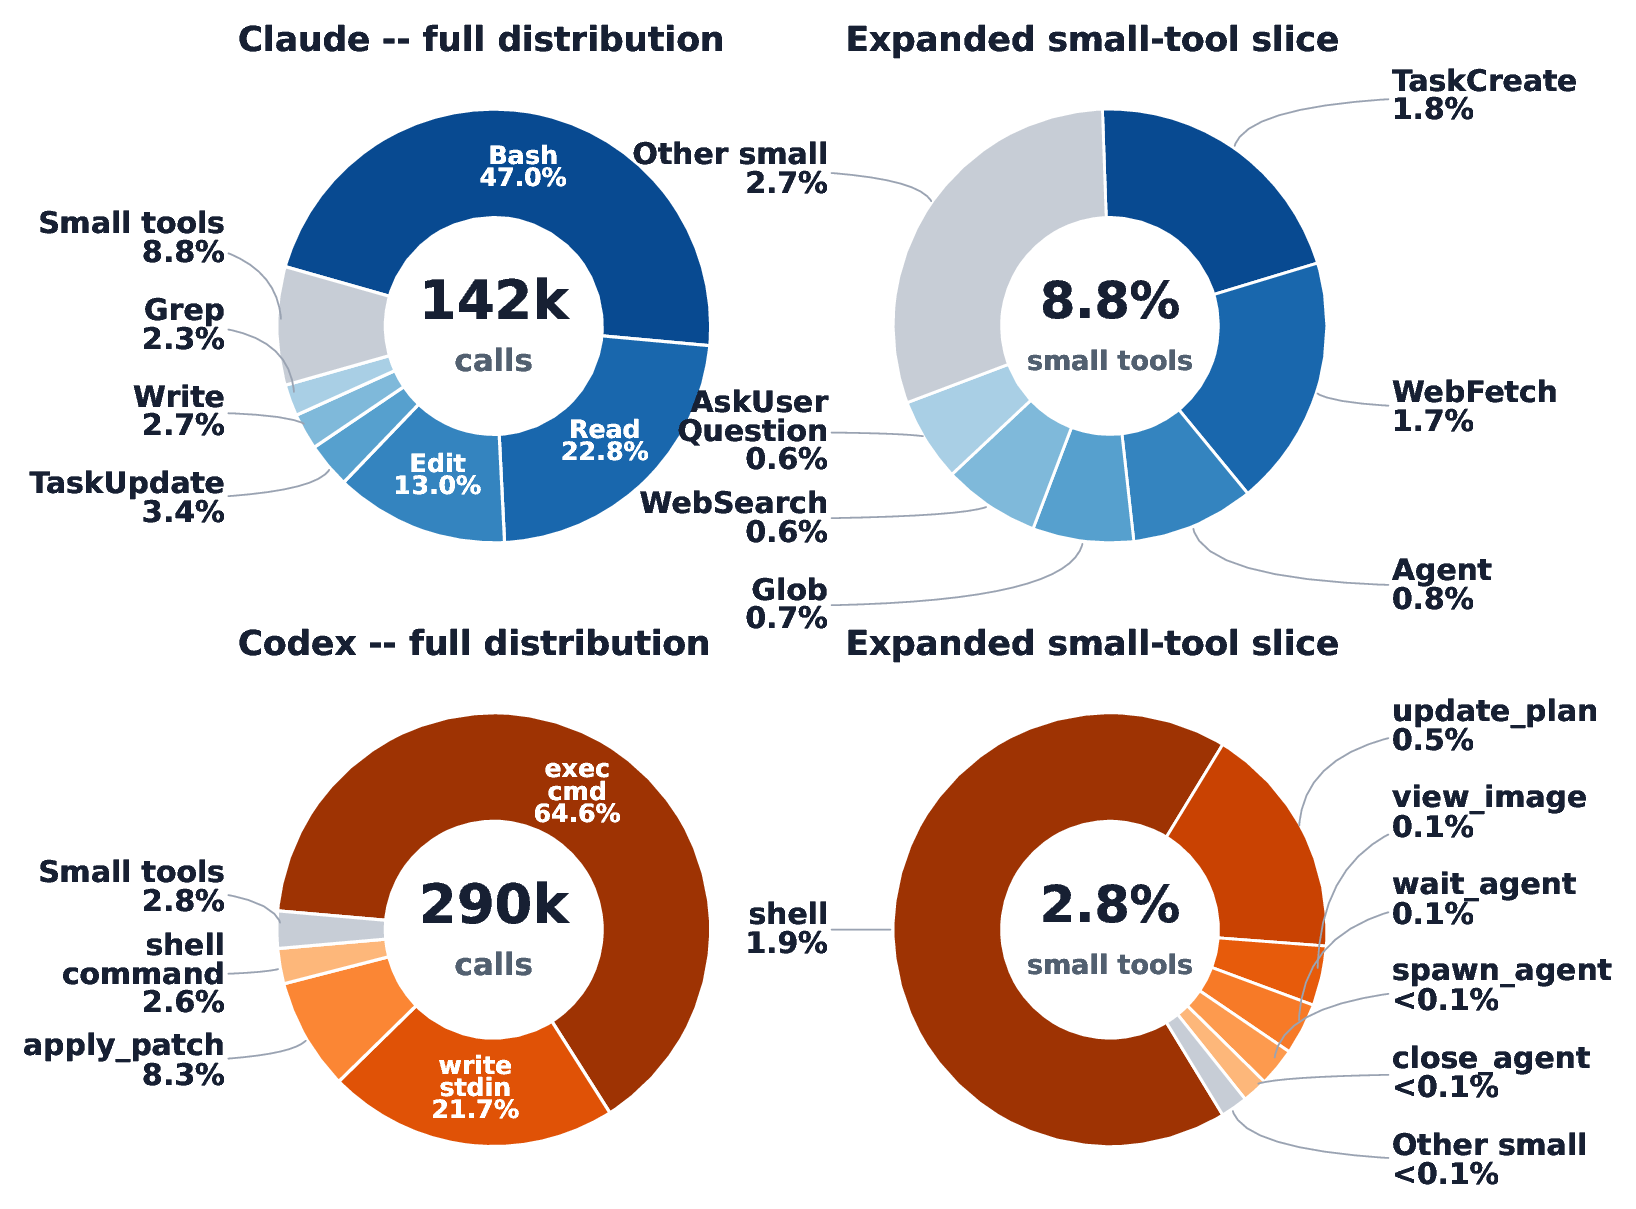 Claude -- full distribution
Bash
47.0%
Small tools
8.8%
Grep
2.3%
Write
2.7%
TaskUpdate
3.4%
Edit
13.0%
Read
22.8%
142k
calls
Expanded small-tool slice
TaskCreate
1.8%
Other small
2.7%
WebFetch
1.7%
AskUser
Question
0.6%
WebSearch
0.6%
Glob
0.7%
Agent
0.8%
8.8%
small tools
Codex -- full distribution
exec
cmd
64.6%
Small tools
2.8%
shell
command
2.6%
apply_patch
8.3%
write
stdin
21.7%
290k
calls
Expanded small-tool slice
update_plan
0.5%
view_image
0.1%
wait_agent
0.1%
spawn_agent
<0.1%
close_agent
<0.1%
Other small
<0.1%
shell
1.9%
2.8%
small tools